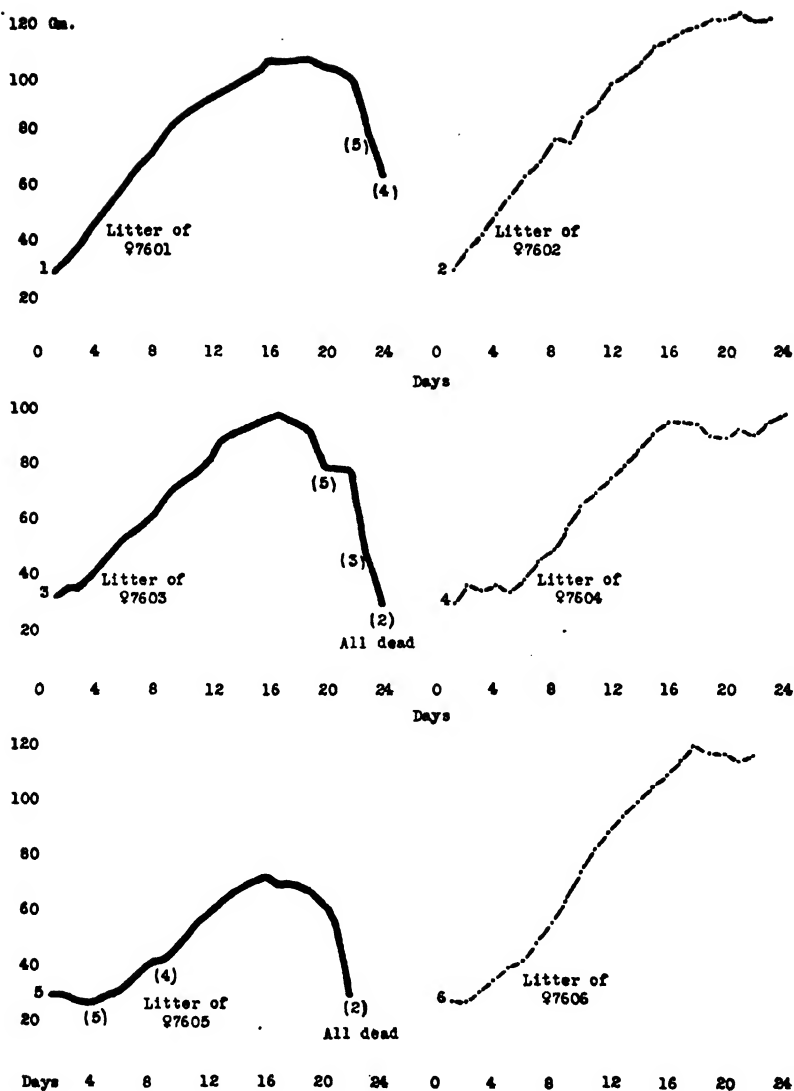 120 Gm.
100
80
60
40
20
1
(5)
(4)
Litter of
♀7601
2
Litter of
♀7602
0 4 8 12 16 20 24 0 4 8 12 16 20 24
Days
100
80
60
40
20
3
(5)
(3)
(2)
All dead
Litter of
♀7603
4
Litter of
♀7604
0 4 8 12 16 20 24 0 4 8 12 16 20 24
Days
120
100
80
60
40
20
5
(5)
(4)
(2)
All dead
Litter of
♀7605
6
Litter of
♀7606
Days 4 8 12 16 20 24 0 4 8 12 16 20 24